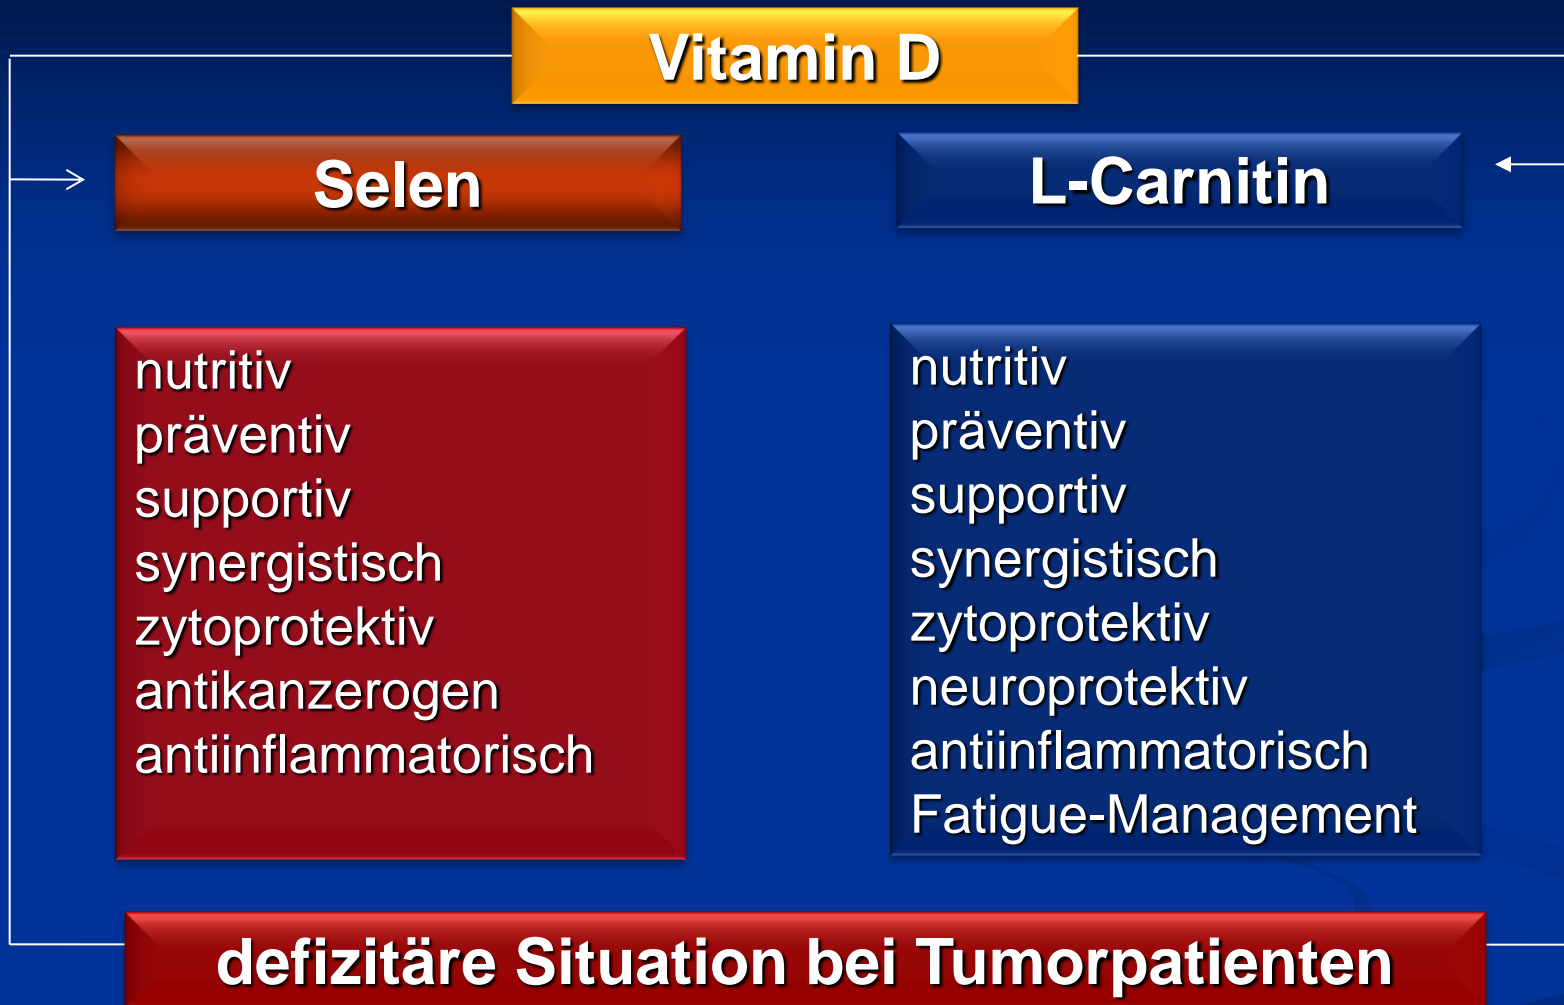 Vitamin D
Selen
L-Carnitin
nutritiv
präventiv
supportiv
synergistisch
zytoprotektiv
antikanzerogen
antiinflammatorisch
nutritiv
präventiv
supportiv
synergistisch
zytoprotektiv
neuroprotektiv
antiinflammatorisch
Fatigue-Management
defizitäre Situation bei Tumorpatienten